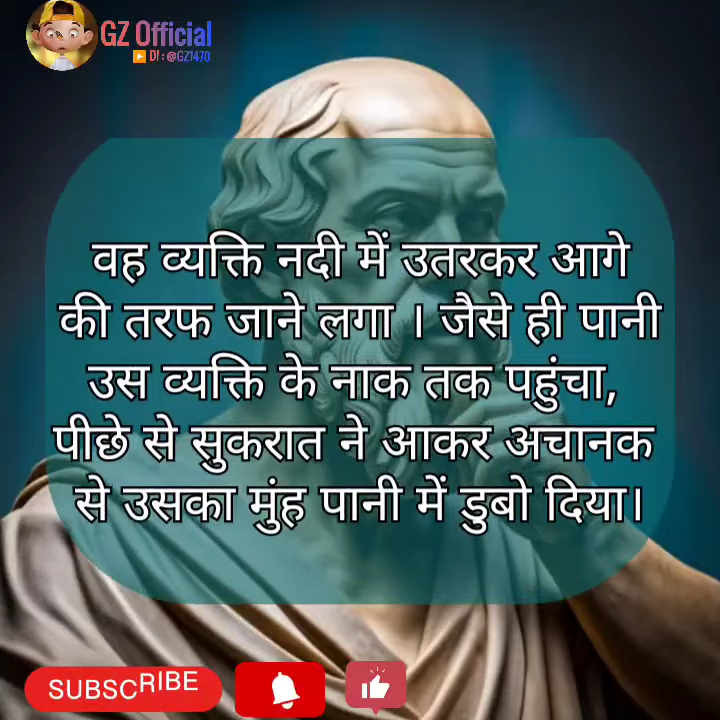 GZ Official
D! : @GZ1470
वह व्यक्ति नदी में उतरकर आगे
की तरफ जाने लगा । जैसे ही पानी
उस व्यक्ति के नाक तक पहुंचा,
पीछे से सुकरात ने आकर अचानक
से उसका मुंह पानी में डुबो दिया।
SUBSCRIBE